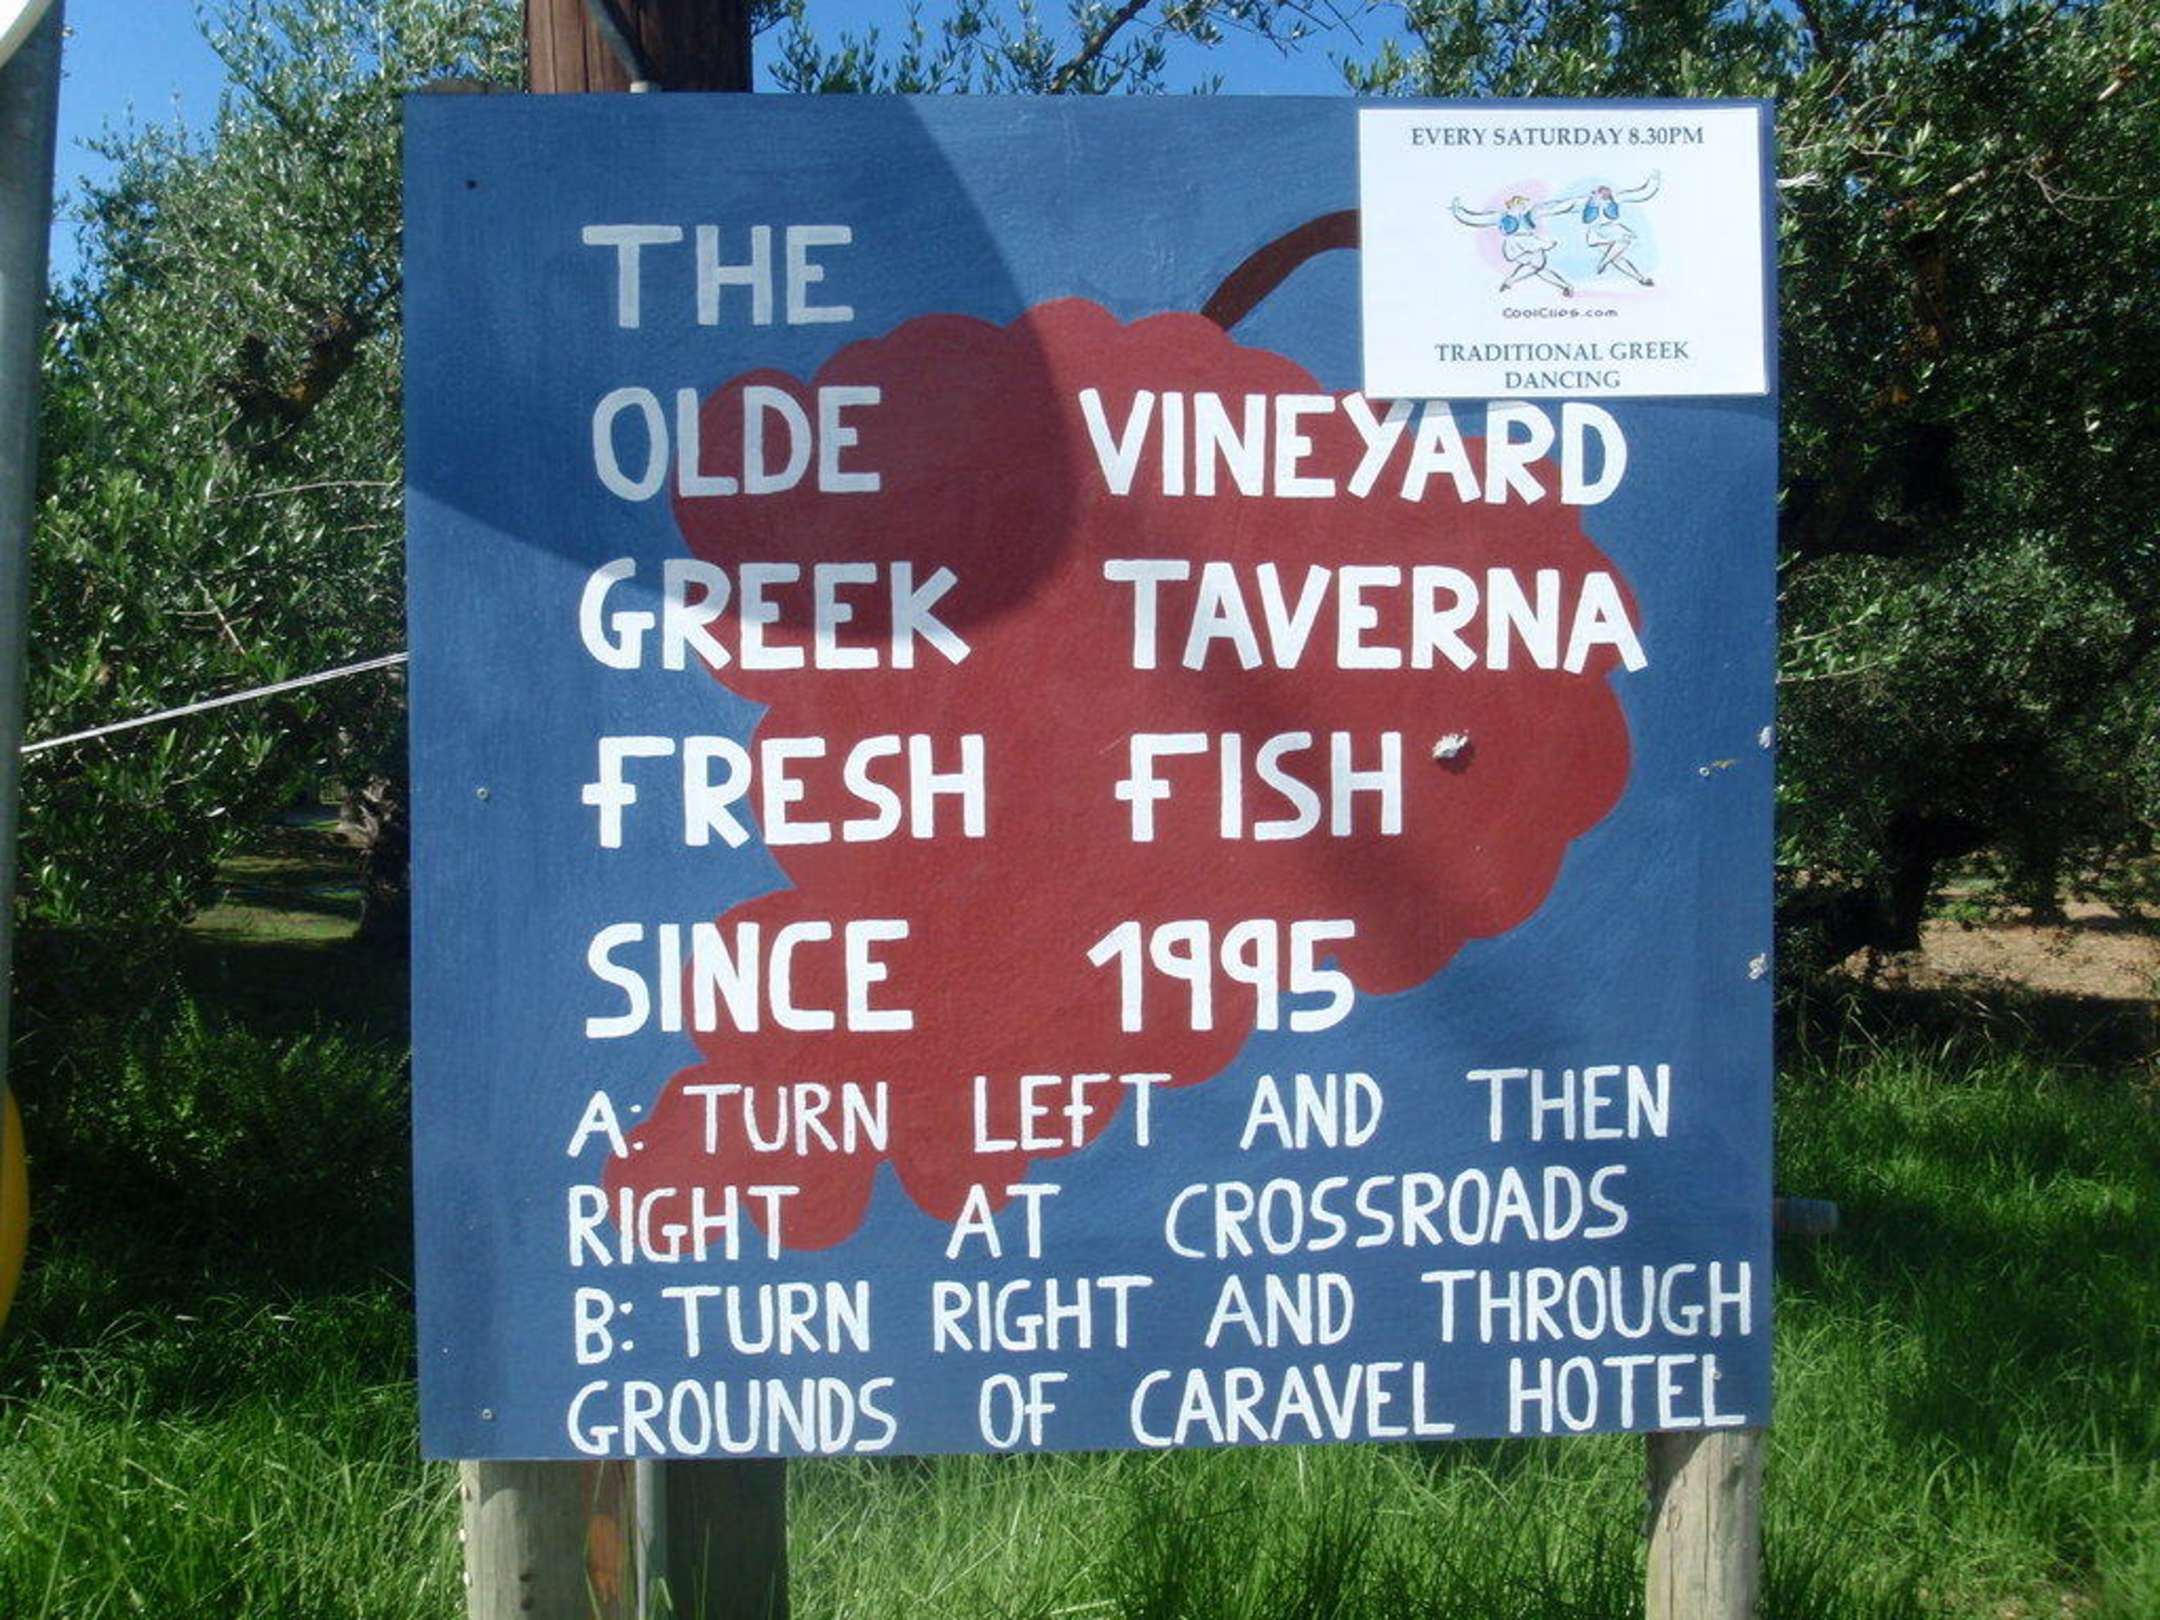 EVERY SATURDAY 8.30PM
CoolClips.com
TRADITIONAL GREEK
DANCING
THE
OLDE VINEYARD
GREEK TAVERNA
FRESH FISH
SINCE 1995
A: TURN LEFT AND THEN
RIGHT AT CROSSROADS
B: TURN RIGHT AND THROUGH
GROUNDS OF CARAVEL HOTEL